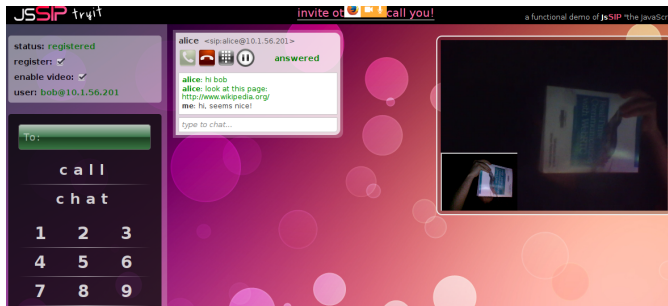 JsSIP tryit
invite ot call you!
a functional demo of JsSIP "the JavaScr
status: registered
register:
enable video:
user: bob@10.1.56.201
To:
call
chat
1 2 3
4 5 6
7 8 9
alice <sip:alice@10.1.56.201>
answered
alice: hi bob
alice: look at this page:
http://www.wikipedia.org/
me: hi, seems nice!
type to chat...